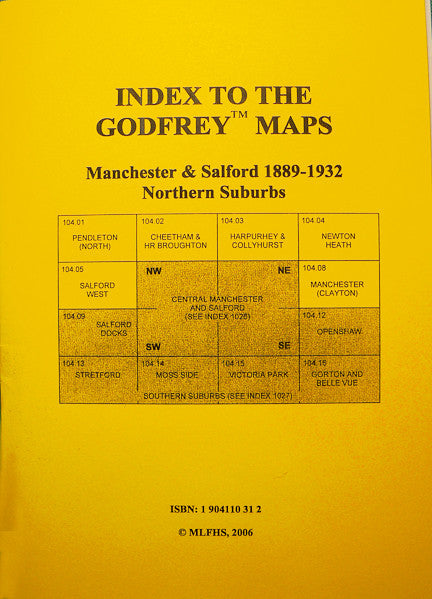 INDEX TO THE
GODFREY™ MAPS
Manchester & Salford 1889-1932
Northern Suburbs
104.01
PENDLETON
(NORTH)
104.02
CHEETHAM &
HR BROUGHTON
104.03
HARPURHEY &
COLLYHURST
104 04
NEWTON
HEATH
104.05
SALFORD
WEST
NW
NE
CENTRAL MANCHESTER
AND SALFORD
(SEE INDEX 1026)
SW
SE
104.08
MANCHESTER
(CLAYTON)
104.09
SALFORD
DOCKS
104.12
OPENSHAW
104.13
STRETFORD
104.14
MOSS SIDE
104.15
VICTORIA PARK
104.16
GORTON AND
BELLE VUE
SOUTHERN SUBURBS (SEE INDEX 1027)
ISBN: 1 904110 31 2
© MLFHS, 2006